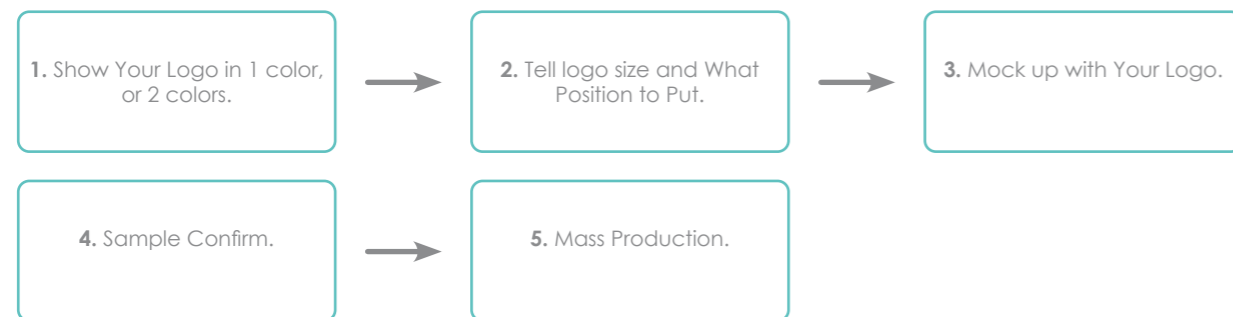 1. Show Your Logo in 1 color,
or 2 colors.
2. Tell logo size and What
Position to Put.
3. Mock up with Your Logo.
4. Sample Confirm.
5. Mass Production.